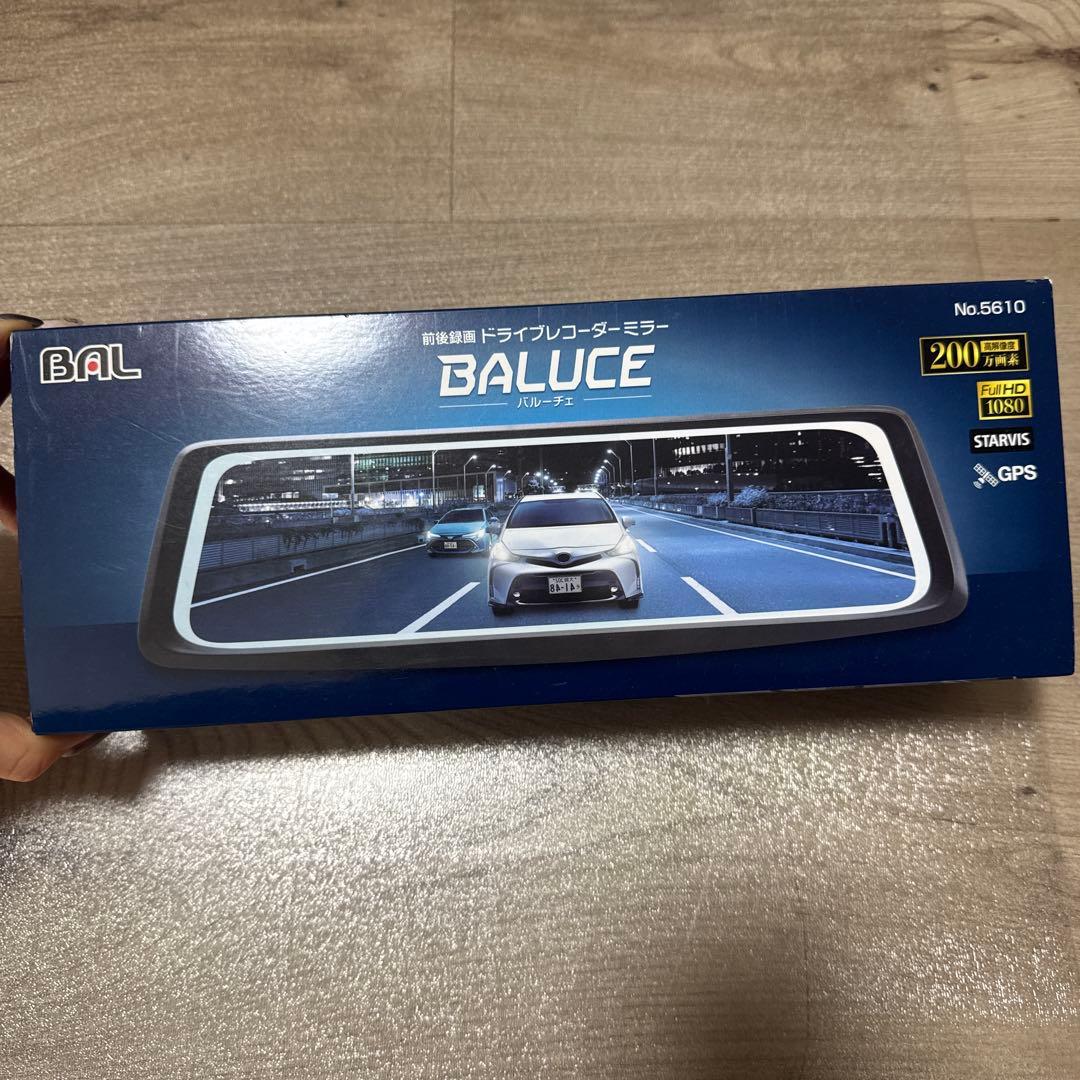 No.5610
BAL
前後録画 ドライブレコーダーミラー
BALUCE
バルーチェ
200 高解像度 万画素
Full HD
1080
STARVIS
GPS